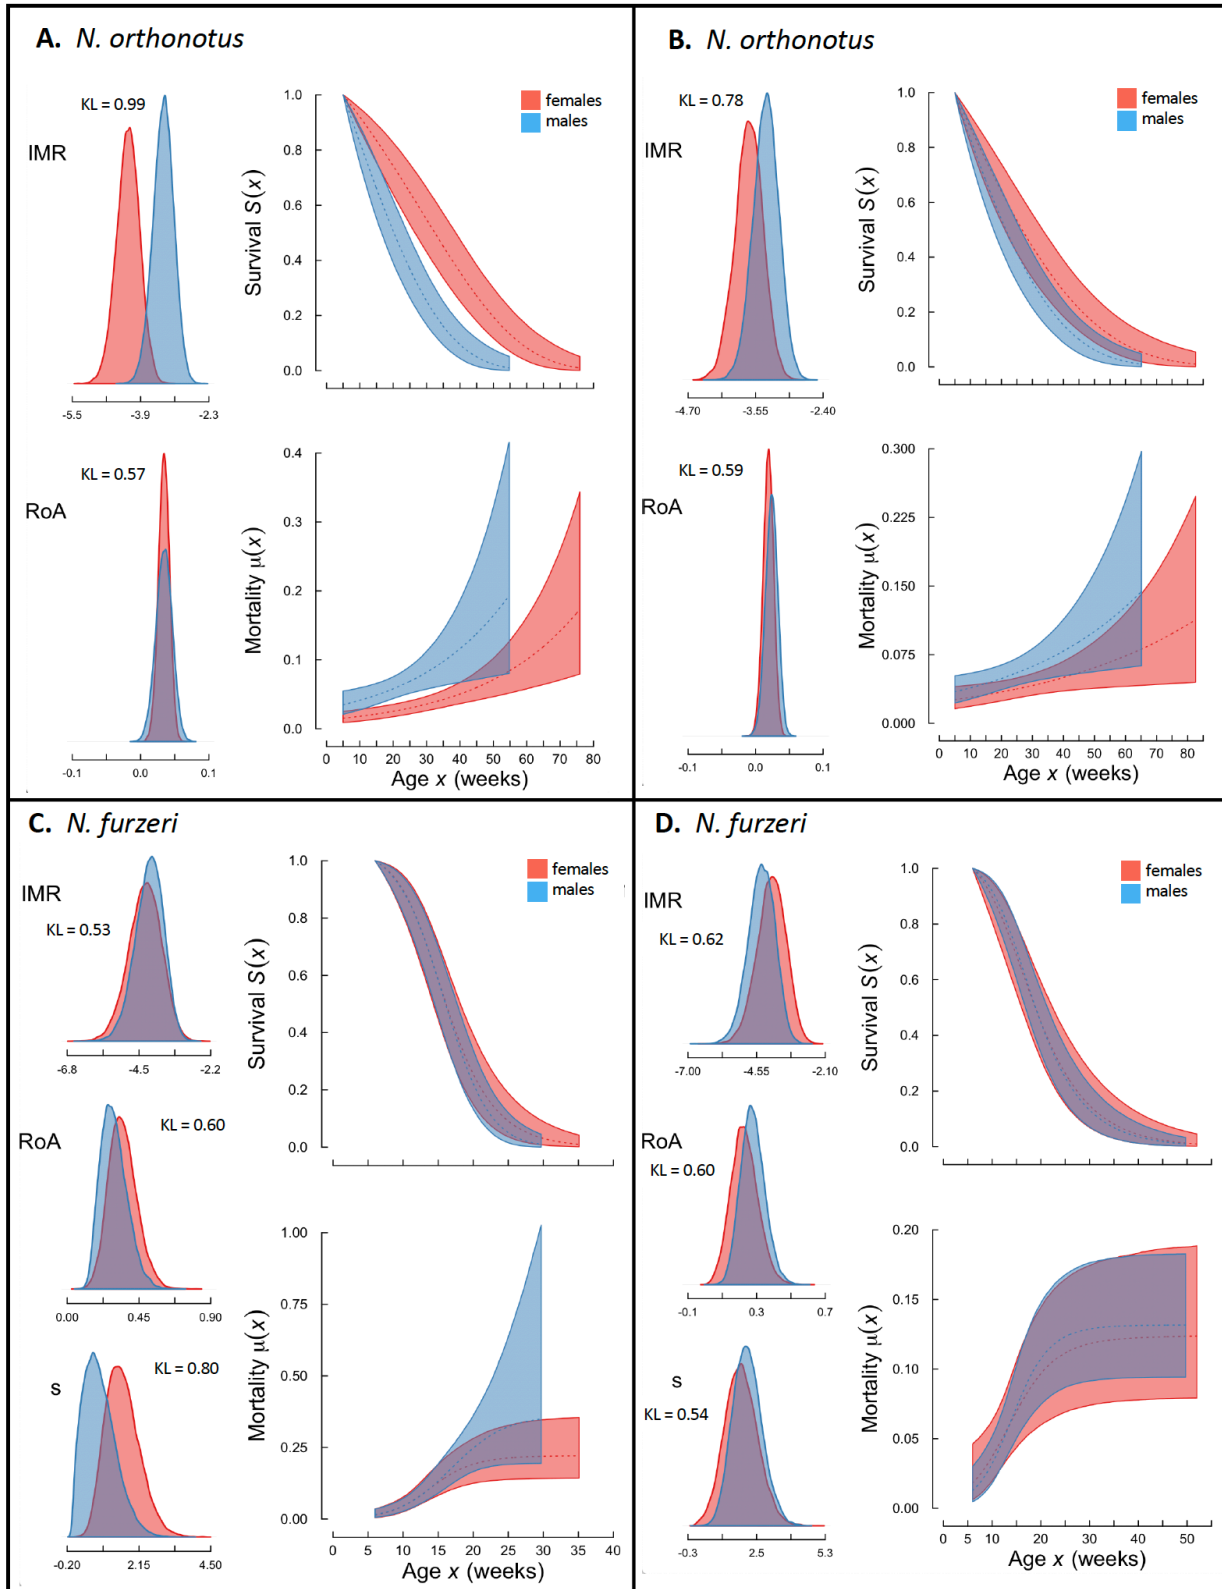 A. N. orthonotus
IMR
KL = 0.99
-5.5 -3.9 -2.3
Survival S(x)
1.0
0.8
0.6
0.4
0.2
0.0
females
males
RoA
KL = 0.57
-0.1 0.0 0.1
Mortality μ(x)
0.4
0.3
0.2
0.1
0.0
0 10 20 30 40 50 60 70 80
Age x (weeks)
B. N. orthonotus
IMR
KL = 0.78
-4.70 -3.55 -2.40
Survival S(x)
1.0
0.8
0.6
0.4
0.2
0.0
females
males
RoA
KL = 0.59
-0.1 0.0 0.1
Mortality μ(x)
0.300
0.225
0.150
0.075
0.000
0 10 20 30 40 50 60 70 80
Age x (weeks)
C. N. furzeri
IMR
KL = 0.53
-6.8 -4.5 -2.2
RoA
KL = 0.60
0.00 0.45 0.90
s
KL = 0.80
-0.20 2.15 4.50
Survival S(x)
1.0
0.8
0.6
0.4
0.2
0.0
females
males
Mortality μ(x)
1.00
0.75
0.50
0.25
0.00
0 5 10 15 20 25 30 35 40
Age x (weeks)
D. N. furzeri
IMR
KL = 0.62
-7.00 -4.55 -2.10
RoA
KL = 0.60
-0.1 0.3 0.7
s
KL = 0.54
-0.3 2.5 5.3
Survival S(x)
1.0
0.8
0.6
0.4
0.2
0.0
females
males
Mortality μ(x)
0.20
0.15
0.10
0.05
0.00
0 5 10 20 30 40 50
Age x (weeks)